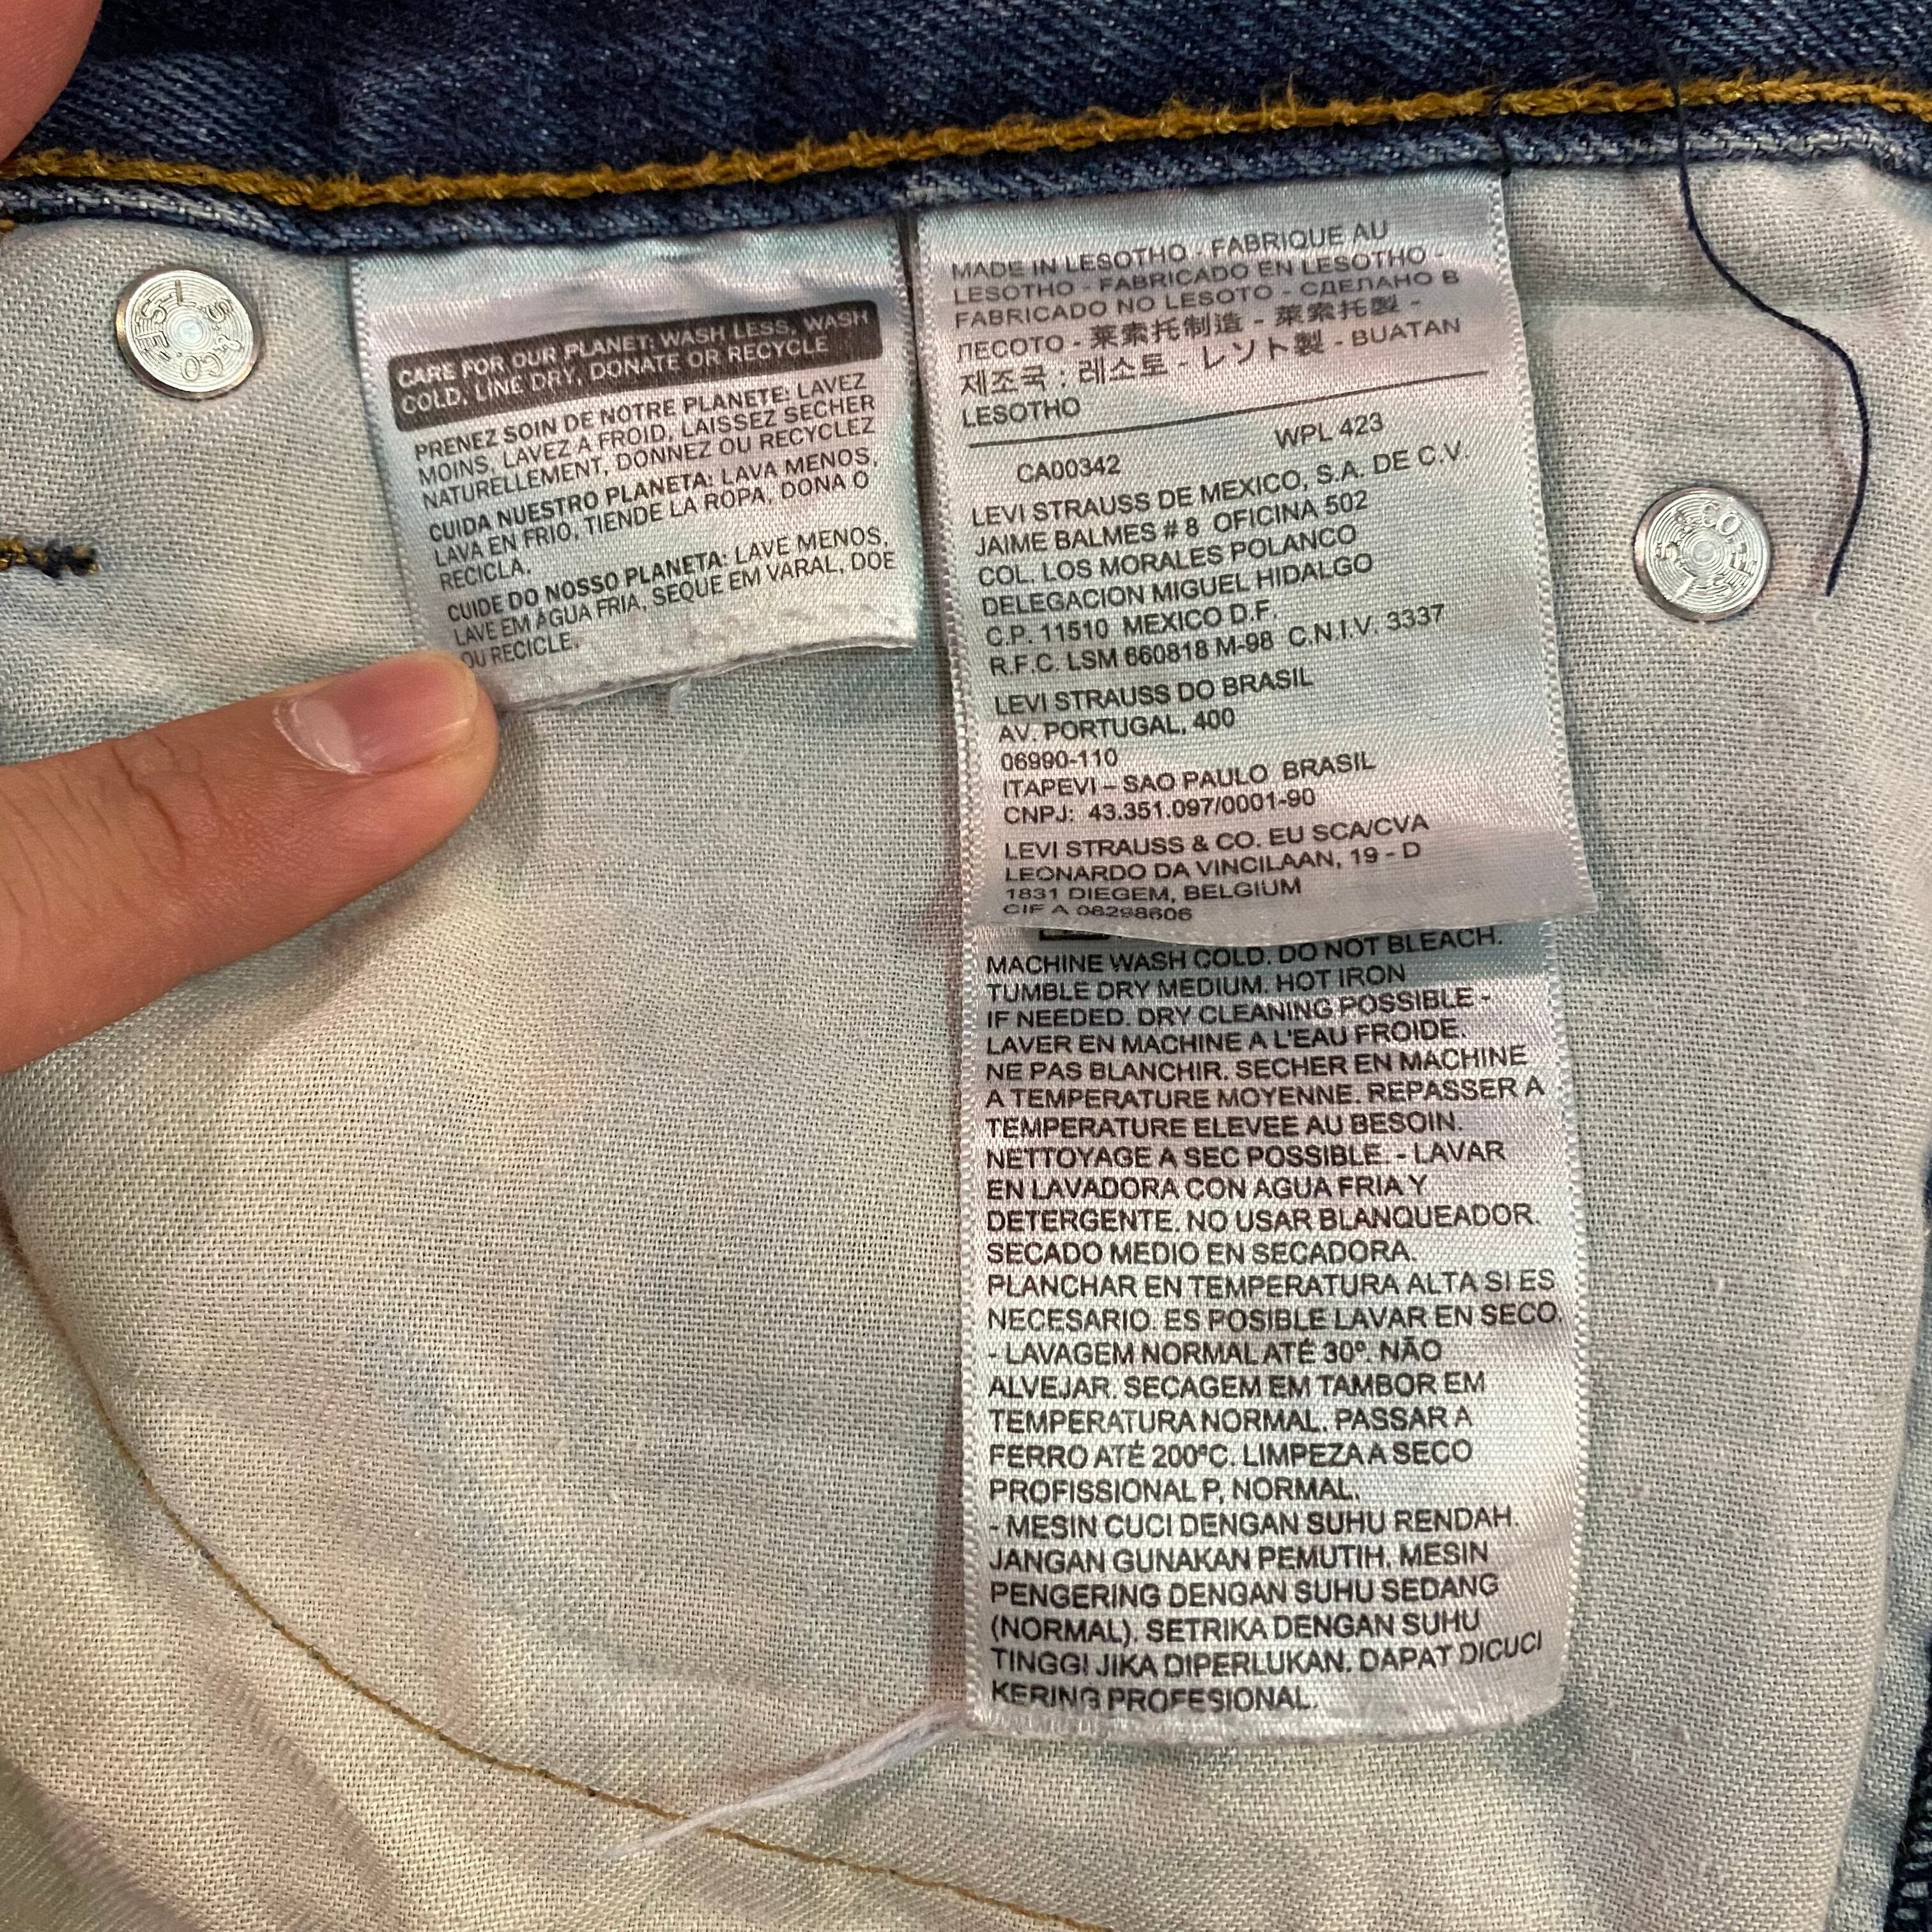 CARE FOR OUR PLANET: WASH LESS, WASH
COLD, LINE DRY, DONATE OR RECYCLE
PRENEZ SOIN DE NOTRE PLANETE: LAVEZ
MOINS, LAVEZ A FROID, LAISSEZ SECHER
NATURELLEMENT, DONNEZ OU RECYCLEZ
CUIDA NUESTRO PLANETA: LAVA MENOS,
LAVA EN FRIO, TIENDE LA ROPA, DONA O
RECICLA.
CUIDE DO NOSSO PLANETA: LAVE MENOS,
LAVE EM ÁGUA FRIA, SEQUE EM VARAL, DOE
OU RECICLE.
MADE IN LESOTHO - FABRIQUE AU
LESOTHO - FABRICADO EN LESOTHO -
FABRICADO NO LESOTO - СДЕЛАНО В
ЛЕСОТО - 莱索托制造 - 萊索托製 -
제조국 : 레소토 - レソト製 - BUATAN
LESOTHO
CA00342 WPL 423
LEVI STRAUSS DE MEXICO, S.A. DE C.V.
JAIME BALMES # 8 OFICINA 502
COL. LOS MORALES POLANCO
DELEGACION MIGUEL HIDALGO
C.P. 11510 MEXICO D.F.
R.F.C. LSM 660818 M-98 C.N.I.V. 3337
LEVI STRAUSS DO BRASIL
AV. PORTUGAL, 400
06990-110
ITAPEVI – SAO PAULO BRASIL
CNPJ: 43.351.097/0001-90
LEVI STRAUSS & CO. EU SCA/CVA
LEONARDO DA VINCILAAN, 19 - D
1831 DIEGEM, BELGIUM
CIF A 08298606
MACHINE WASH COLD. DO NOT BLEACH.
TUMBLE DRY MEDIUM. HOT IRON
IF NEEDED. DRY CLEANING POSSIBLE -
LAVER EN MACHINE A L'EAU FROIDE.
NE PAS BLANCHIR. SECHER EN MACHINE
A TEMPERATURE MOYENNE. REPASSER A
TEMPERATURE ELEVEE AU BESOIN.
NETTOYAGE A SEC POSSIBLE. - LAVAR
EN LAVADORA CON AGUA FRIA Y
DETERGENTE. NO USAR BLANQUEADOR.
SECADO MEDIO EN SECADORA.
PLANCHAR EN TEMPERATURA ALTA SI ES
NECESARIO. ES POSIBLE LAVAR EN SECO.
- LAVAGEM NORMAL ATÉ 30º. NÃO
ALVEJAR. SECAGEM EM TAMBOR EM
TEMPERATURA NORMAL. PASSAR A
FERRO ATÉ 200ºC. LIMPEZA A SECO
PROFISSIONAL P, NORMAL.
- MESIN CUCI DENGAN SUHU RENDAH.
JANGAN GUNAKAN PEMUTIH. MESIN
PENGERING DENGAN SUHU SEDANG
(NORMAL). SETRIKA DENGAN SUHU
TINGGI JIKA DIPERLUKAN. DAPAT DICUCI
KERING PROFESIONAL.